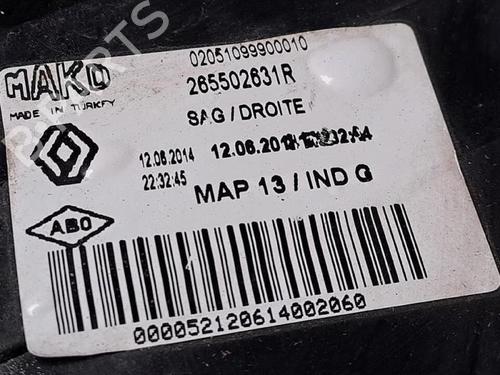 02051099900010
MAKO
265502631R
MADE IN TURKEY
SAG / DROITE
12.06.2014
22:32:45
MAP 13 / IND G
ABO
000052120614002060